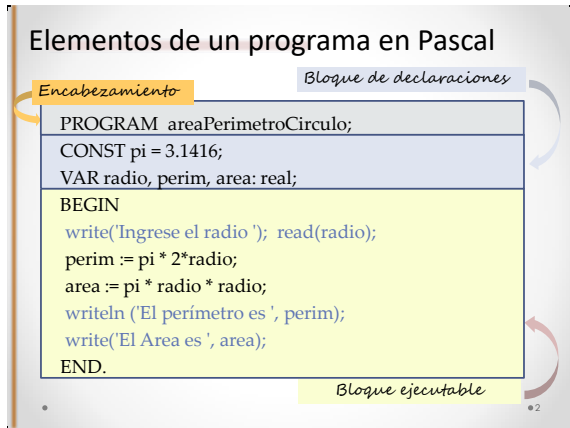 Elementos de un programa en Pascal
Bloque de declaraciones
Encabezamiento
PROGRAM areaPerimetroCirculo;
CONST pi = 3.1416;
VAR radio, perim, area: real;
BEGIN
write('Ingrese el radio '); read(radio);
perim := pi * 2*radio;
area := pi * radio * radio;
writeln ('El perímetro es ', perim);
write('El Area es ', area);
END.
Bloque ejecutable
2